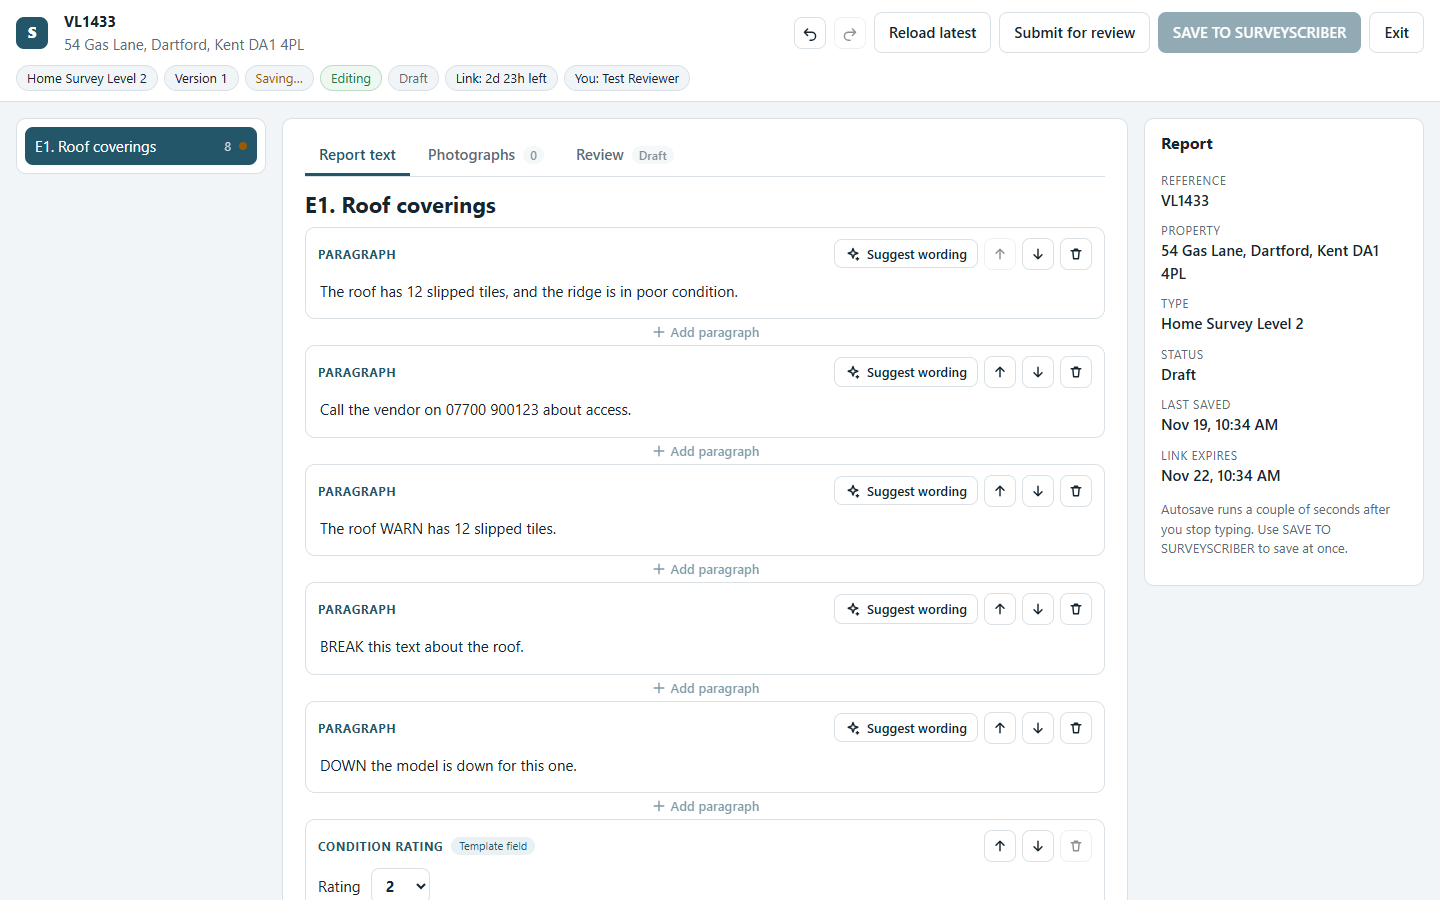 S
VL1433
54 Gas Lane, Dartford, Kent DA1 4PL
Reload latest
Submit for review
SAVE TO SURVEYSCRIBER
Exit
Home Survey Level 2
Version 1
Saving...
Editing
Draft
Link: 2d 23h left
You: Test Reviewer
E1. Roof coverings 8
Report text
Photographs 0
Review Draft
E1. Roof coverings
PARAGRAPH
Suggest wording
The roof has 12 slipped tiles, and the ridge is in poor condition.
Add paragraph
PARAGRAPH
Suggest wording
Call the vendor on 07700 900123 about access.
Add paragraph
PARAGRAPH
Suggest wording
The roof WARN has 12 slipped tiles.
Add paragraph
PARAGRAPH
Suggest wording
BREAK this text about the roof.
Add paragraph
PARAGRAPH
Suggest wording
DOWN the model is down for this one.
Add paragraph
CONDITION RATING Template field
Rating 2
Report
REFERENCE
VL1433
PROPERTY
54 Gas Lane, Dartford, Kent DA1
4PL
TYPE
Home Survey Level 2
STATUS
Draft
LAST SAVED
Nov 19, 10:34 AM
LINK EXPIRES
Nov 22, 10:34 AM
Autosave runs a couple of seconds after
you stop typing. Use SAVE TO
SURVEYSCRIBER to save at once.